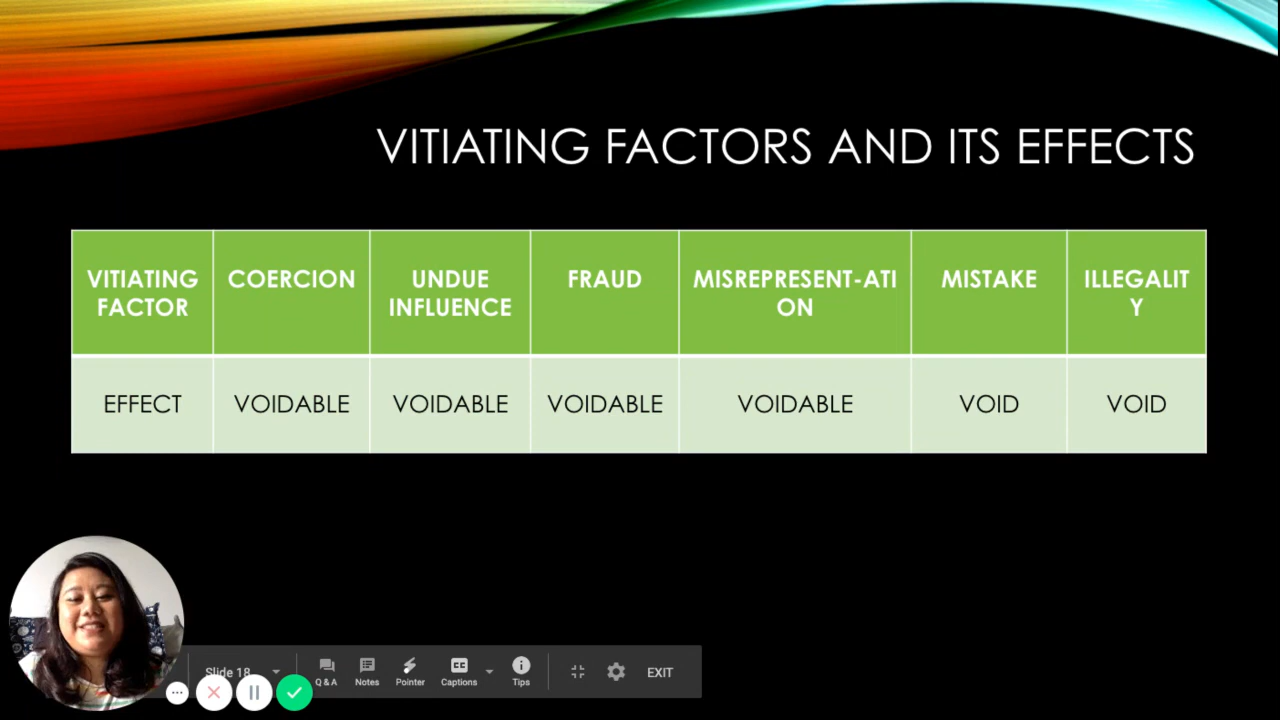 VITIATING FACTORS AND ITS EFFECTS
VITIATING
FACTOR
COERCION
UNDUE
INFLUENCE
FRAUD
MISREPRESENT-ATI
ON
MISTAKE
ILLEGALIT
Y
EFFECT
VOIDABLE
VOIDABLE
VOIDABLE
VOIDABLE
VOID
VOID
Slide 18
Q & A
Notes
Pointer
CC
Captions
Tips
EXIT